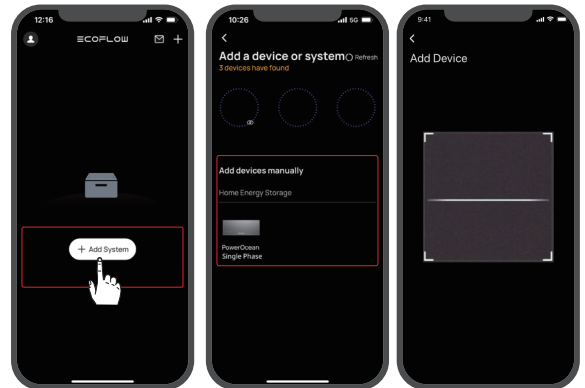 12:16
ECOFLOW
+ Add System
10:26
5G
Add a device or system Refresh
3 devices have found
Add devices manually
Home Energy Storage
PowerOcean
Single Phase
9:41
Add Device